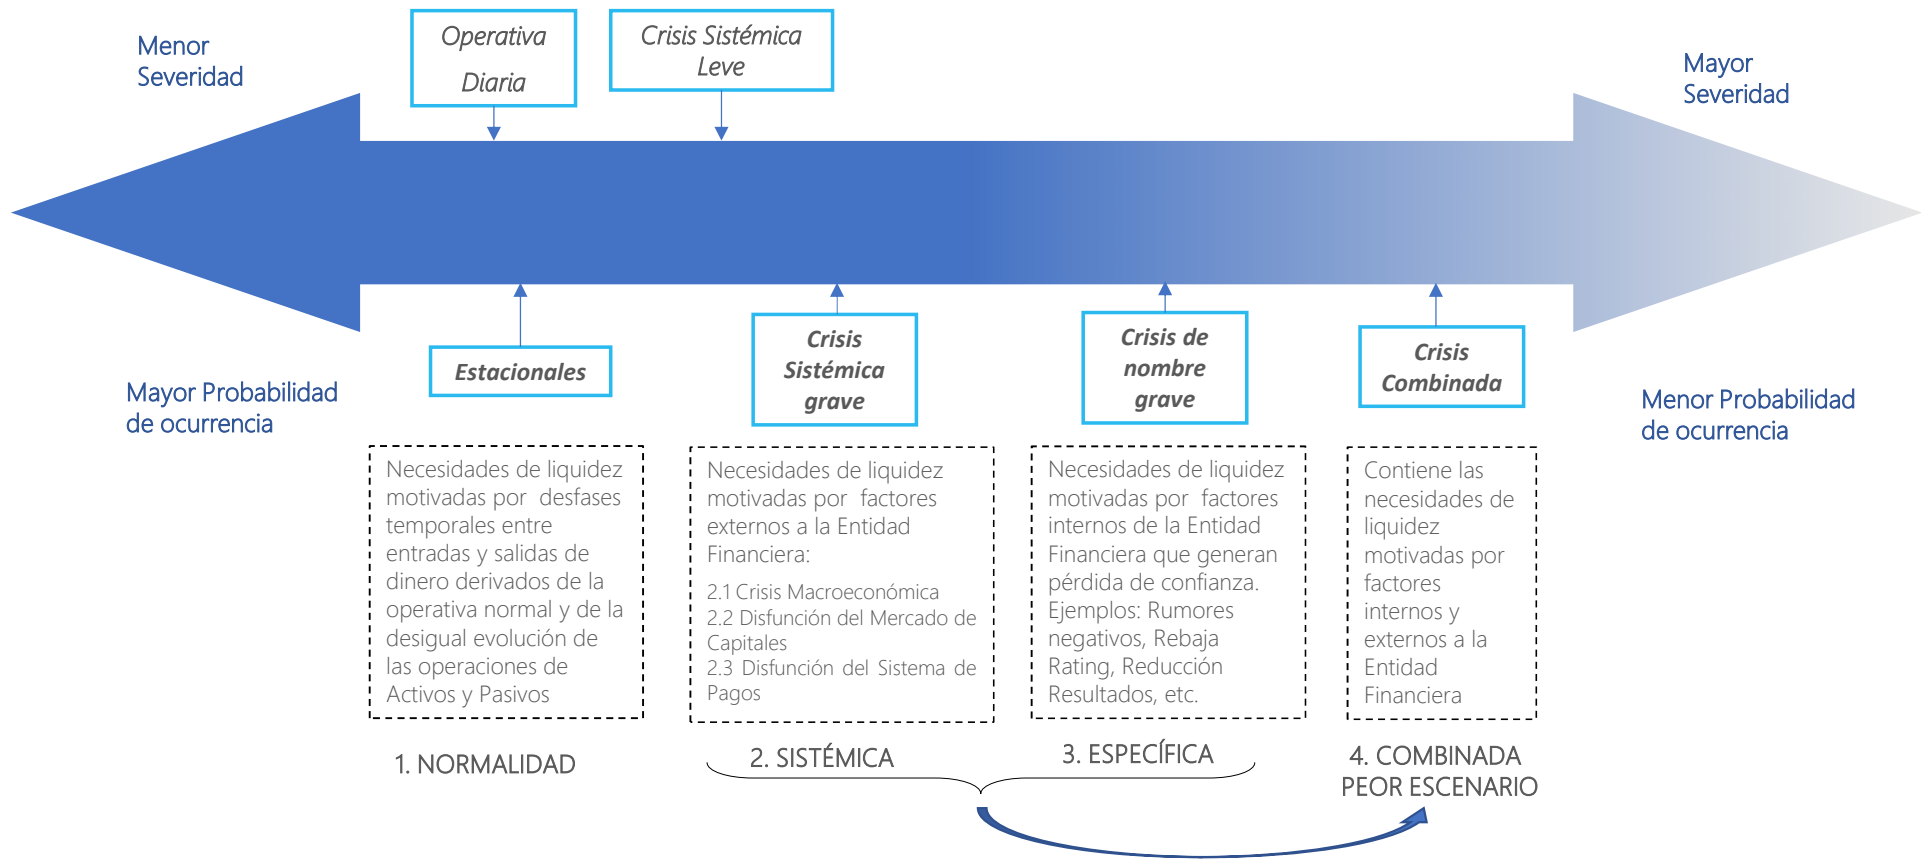 Menor
Severidad
Operativa
Diaria
Crisis Sistémica
Leve
Mayor
Severidad
Mayor Probabilidad
de ocurrencia
Estacionales
Crisis
Sistémica
grave
Crisis de
nombre
grave
Crisis
Combinada
Menor Probabilidad
de ocurrencia
Necesidades de liquidez
motivadas por desfases
temporales entre
entradas y salidas de
dinero derivados de la
operativa normal y de la
desigual evolución de
las operaciones de
Activos y Pasivos
Necesidades de liquidez
motivadas por factores
externos a la Entidad
Financiera:
2.1 Crisis Macroeconómica
2.2 Disfunción del Mercado de
Capitales
2.3 Disfunción del Sistema de
Pagos
Necesidades de liquidez
motivadas por factores
internos de la Entidad
Financiera que generan
pérdida de confianza.
Ejemplos: Rumores
negativos, Rebaja
Rating, Reducción
Resultados, etc.
Contiene las
necesidades de
liquidez
motivadas por
factores
internos y
externos a la
Entidad
Financiera
1. NORMALIDAD
2. SISTÉMICA
3. ESPECÍFICA
4. COMBINADA
PEOR ESCENARIO